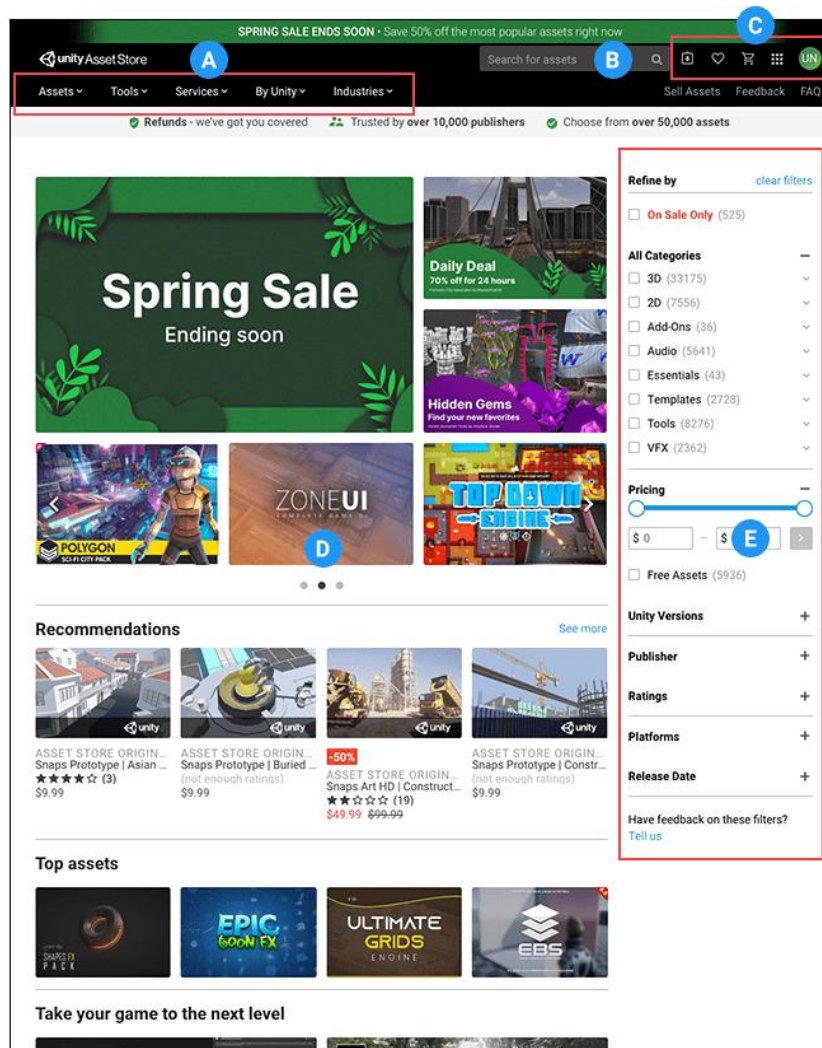 SPRING SALE ENDS SOON • Save 50% off the most popular assets right now
C
unity Asset Store
A
Search for assets
B
UN
Assets
Tools
Services
By Unity
Industries
Sell Assets
Feedback
FAQ
Refunds - we've got you covered
Trusted by over 10,000 publishers
Choose from over 50,000 assets
Spring Sale
Ending soon
Daily Deal
70% off for 24 hours
Hidden Gems
Find your new favorites
POLYGON
SCI-FI CITY PACK
ZONEUI
COMPLETE GAME UI
D
TOP DOWN
ENGINE
Recommendations
See more
unity
unity
unity
unity
ASSET STORE ORIGIN...
Snaps Prototype | Asian ...
(3)
$9.99
ASSET STORE ORIGIN...
Snaps Prototype | Buried ...
(not enough ratings)
$9.99
-50%
ASSET STORE ORIGIN...
Snaps Art HD | Construct...
(19)
$49.99 $99.99
ASSET STORE ORIGIN...
Snaps Prototype | Constr...
(not enough ratings)
$9.99
Top assets
SHAPES FX
PACK
EPIC
TOON FX
ULTIMATE
GRIDS
ENGINE
EBS
Take your game to the next level
Refine by
clear filters
On Sale Only (525)
All Categories
3D (33175)
2D (7556)
Add-Ons (36)
Audio (5641)
Essentials (43)
Templates (2728)
Tools (8276)
VFX (2362)
Pricing
$ 0 – $
E
Free Assets (5936)
Unity Versions
Publisher
Ratings
Platforms
Release Date
Have feedback on these filters?
Tell us